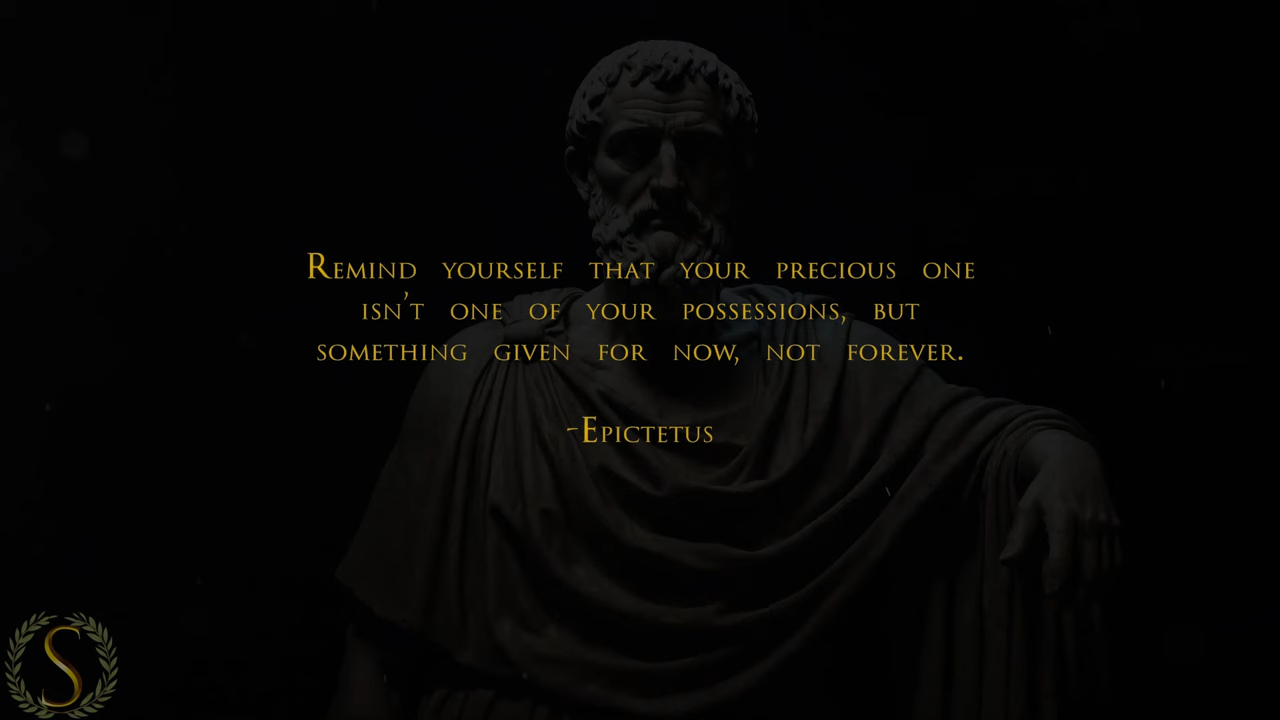 Remind yourself that your precious one
isn't one of your possessions, but
something given for now, not forever.
-Epictetus
S